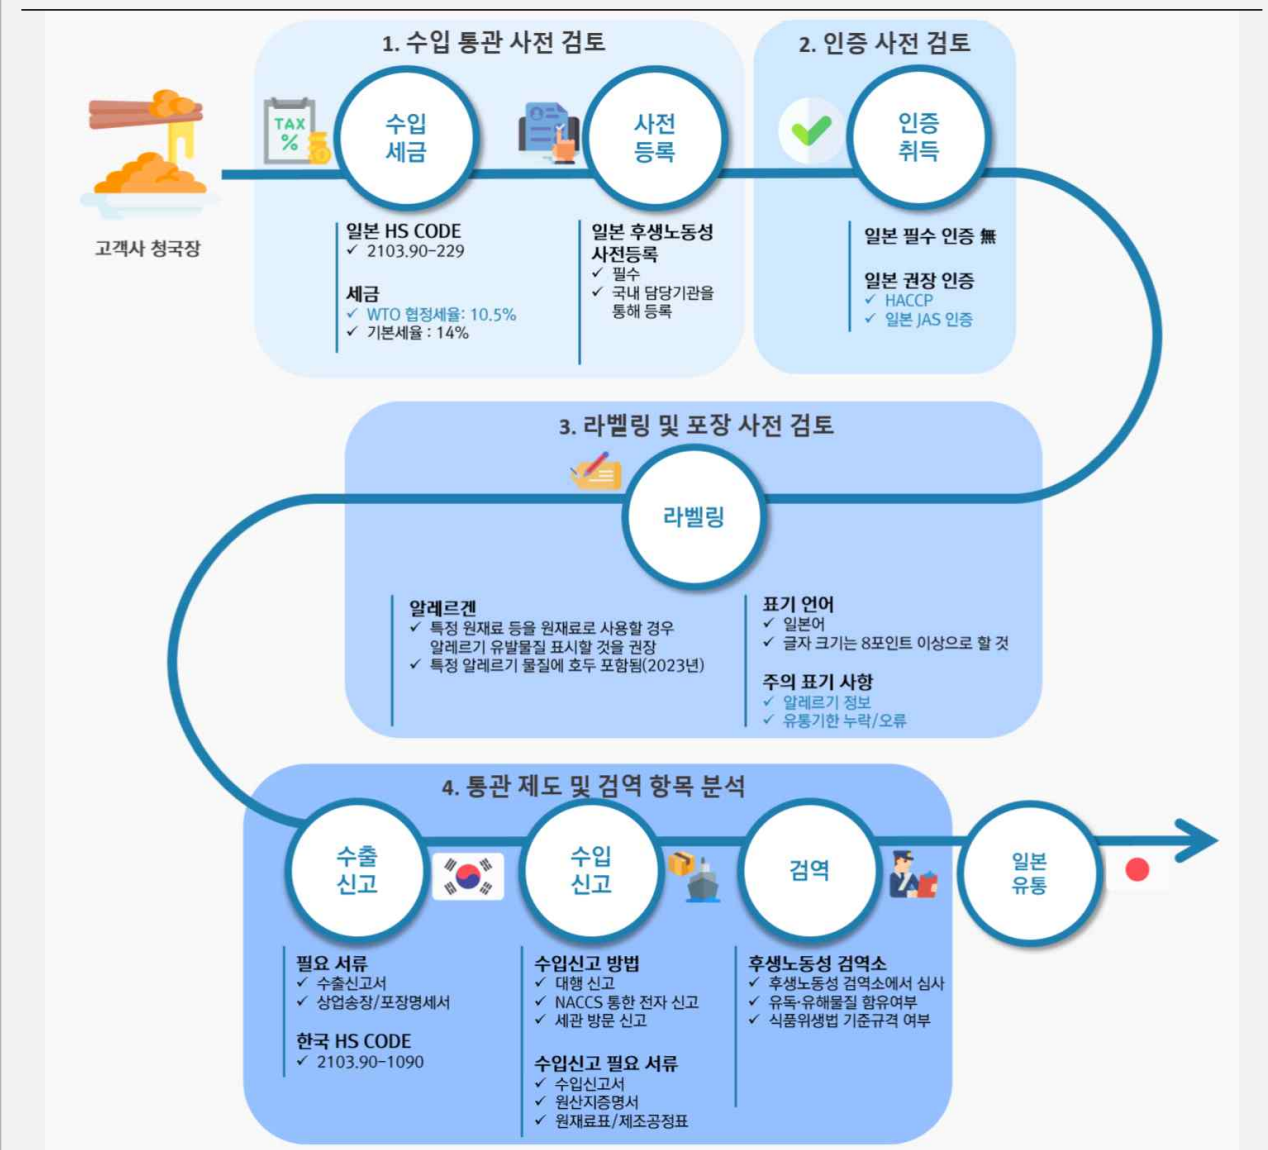 1. 수입 통관 사전 검토
2. 인증 사전 검토
TAX
%
수입
세금
사전
등록
인증
취득
고객사 청국장
일본 HS CODE
✓ 2103.90-229
세금
✓ WTO 협정세율: 10.5%
✓ 기본세율 : 14%
일본 후생노동성
사전등록
✓ 필수
✓ 국내 담당기관을
통해 등록
일본 필수 인증 無
일본 권장 인증
✓ HACCP
✓ 일본 JAS 인증
3. 라벨링 및 포장 사전 검토
라벨링
알레르겐
✓ 특정 원재료 등을 원재료로 사용할 경우
알레르기 유발물질 표시할 것을 권장
✓ 특정 알레르기 물질에 호두 포함됨(2023년)
표기 언어
✓ 일본어
✓ 글자 크기는 8포인트 이상으로 할 것
주의 표기 사항
✓ 알레르기 정보
✓ 유통기한 누락/오류
4. 통관 제도 및 검역 항목 분석
수출
신고
수입
신고
검역
일본
유통
필요 서류
✓ 수출신고서
✓ 상업송장/포장명세서
한국 HS CODE
✓ 2103.90-1090
수입신고 방법
✓ 대행 신고
✓ NACCS 통한 전자 신고
✓ 세관 방문 신고
수입신고 필요 서류
✓ 수입신고서
✓ 원산지증명서
✓ 원재료표/제조공정표
후생노동성 검역소
✓ 후생노동성 검역소에서 심사
✓ 유독·유해물질 함유여부
✓ 식품위생법 기준규격 여부